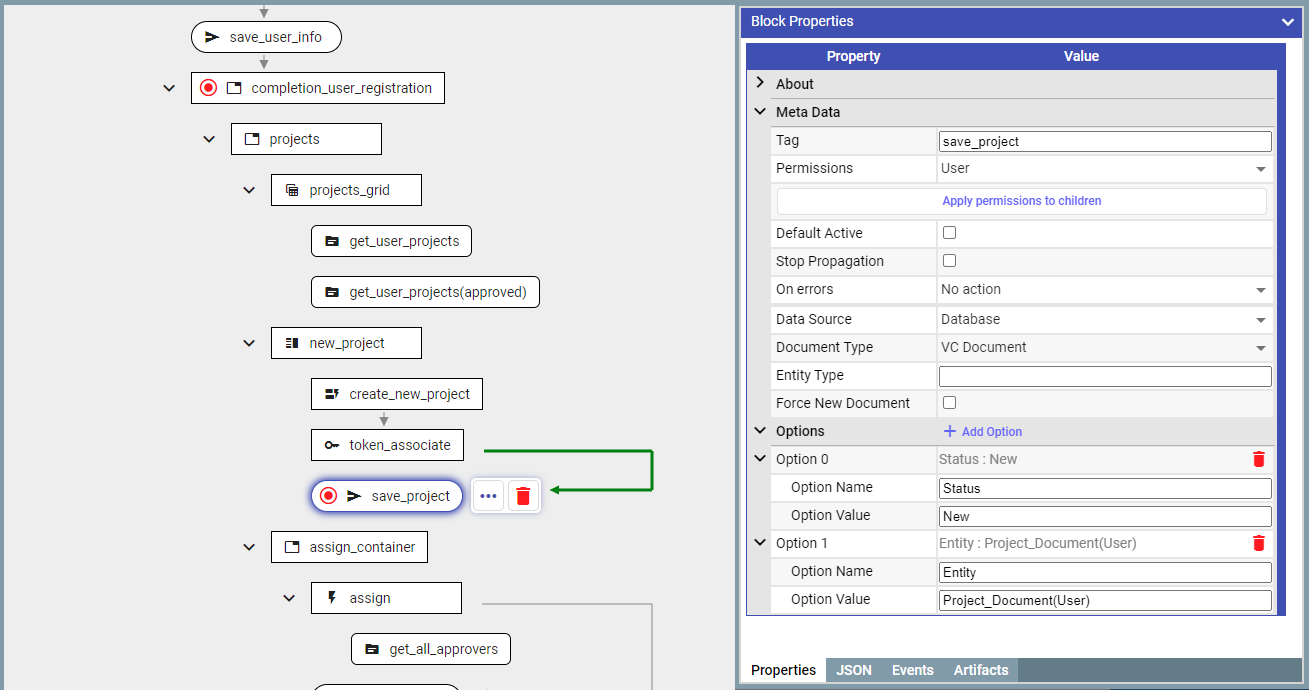 save_user_info
completion_user_registration
projects
projects_grid
get_user_projects
get_user_projects(approved)
new_project
create_new_project
token_associate
save_project
assign_container
assign
get_all_approvers
Block Properties
Property Value
About
Meta Data
Tag save_project
Permissions User
Apply permissions to children
Default Active
Stop Propagation
On errors No action
Data Source Database
Document Type VC Document
Entity Type
Force New Document
Options Add Option
Option 0 Status : New
Option Name Status
Option Value New
Option 1 Entity : Project_Document(User)
Option Name Entity
Option Value Project_Document(User)
Properties JSON Events Artifacts